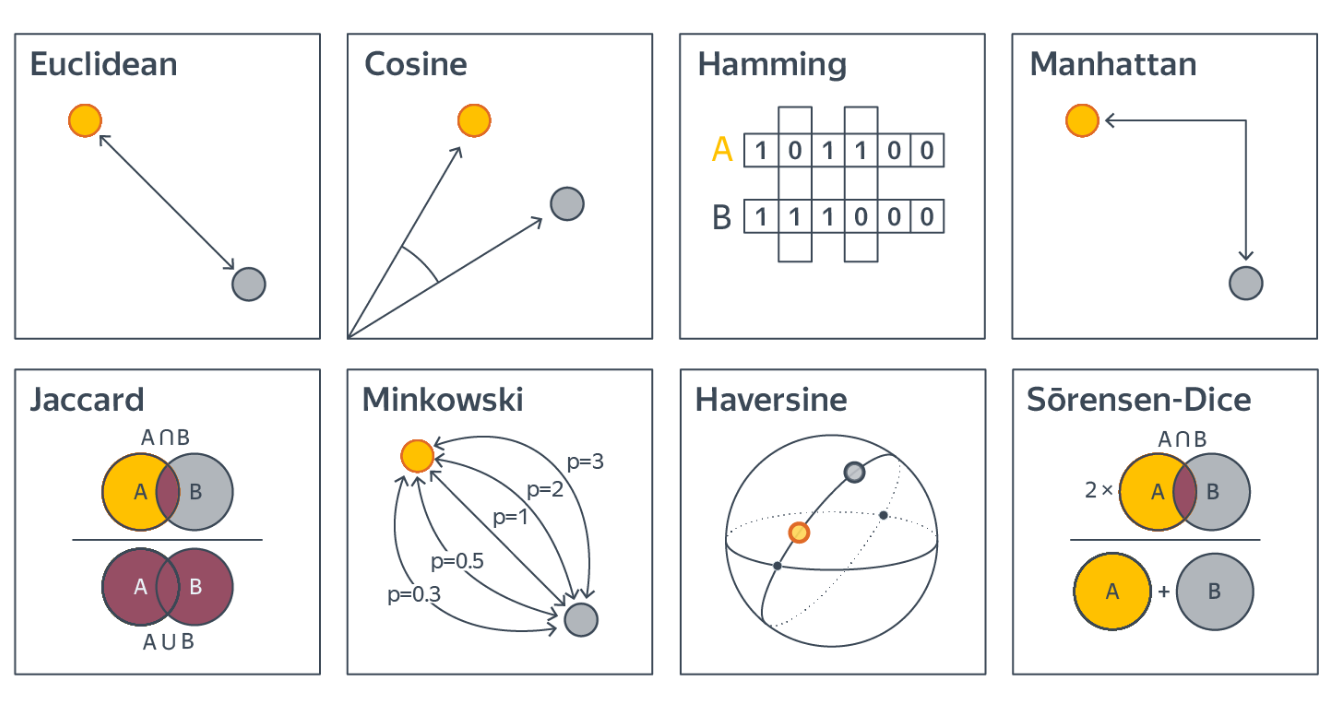 Euclidean
Cosine
Hamming
A 1 0 1 1 0 0
B 1 1 1 0 0 0
Manhattan
Jaccard
A∩B
A B
A B
A∪B
Minkowski
p=3
p=2
p=1
p=0.5
p=0.3
Haversine
Sōrensen-Dice
A∩B
2× A B
A + B